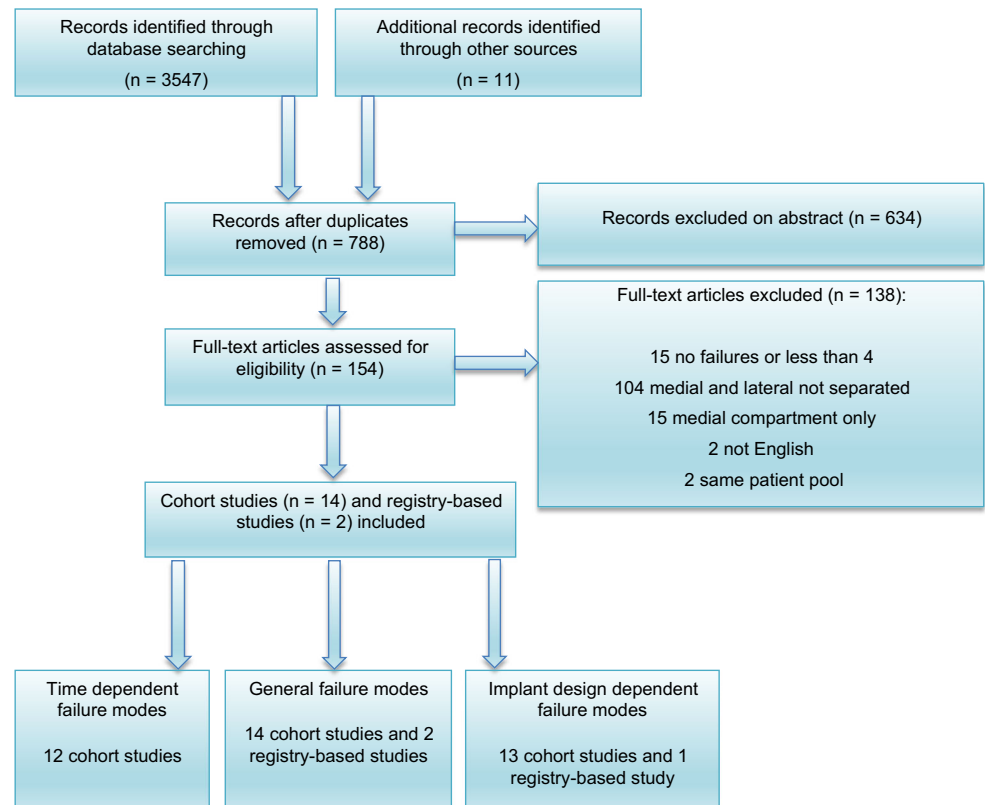 Records identified through
database searching
(n = 3547)
Additional records identified
through other sources
(n = 11)
Records after duplicates
removed (n = 788)
Records excluded on abstract (n = 634)
Full-text articles assessed for
eligibility (n = 154)
Full-text articles excluded (n = 138):
15 no failures or less than 4
104 medial and lateral not separated
15 medial compartment only
2 not English
2 same patient pool
Cohort studies (n = 14) and registry-based
studies (n = 2) included
Time dependent
failure modes
12 cohort studies
General failure modes
14 cohort studies and 2
registry-based studies
Implant design dependent
failure modes
13 cohort studies and 1
registry-based study